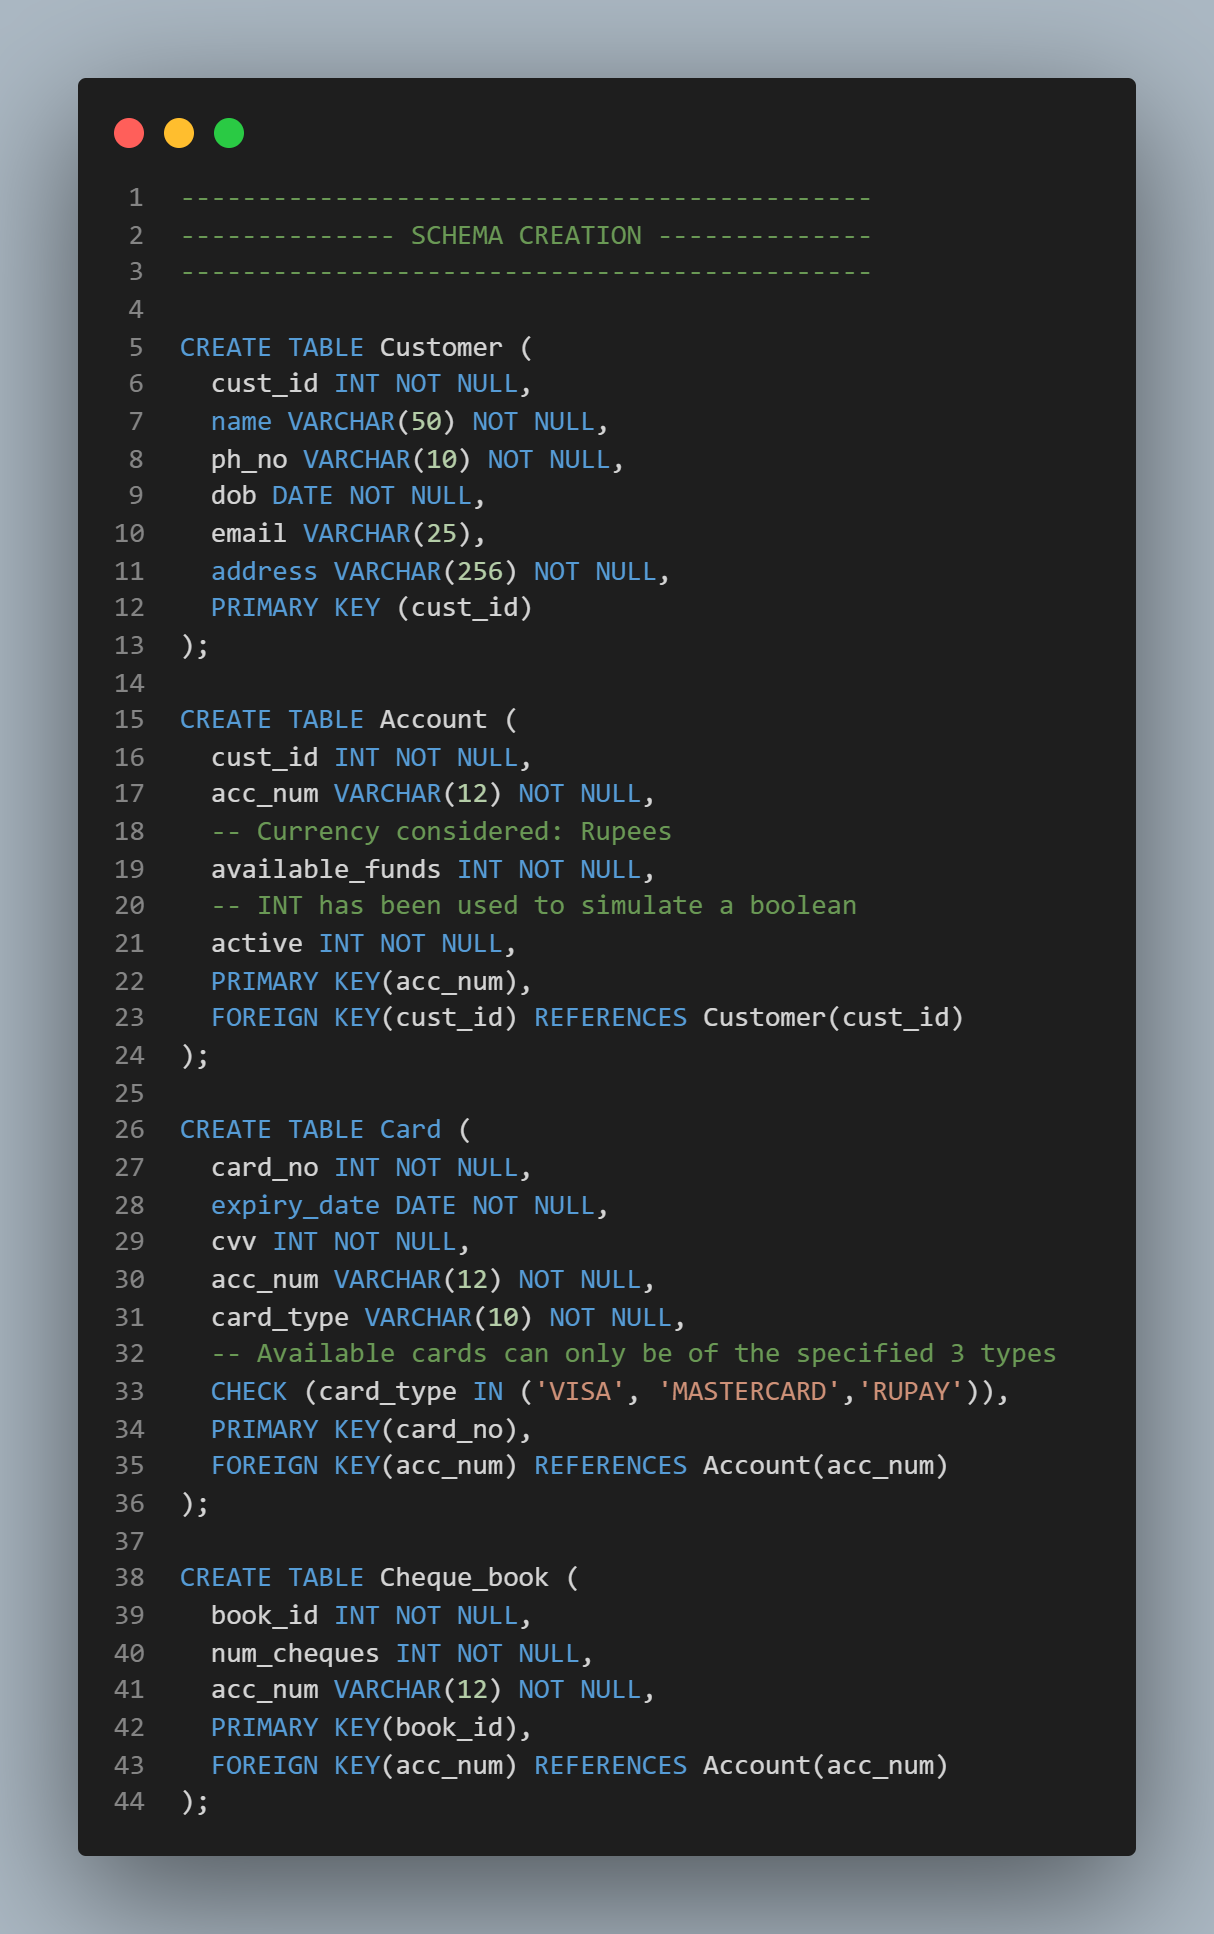 1 ---------------------------------------------
2 -------------- SCHEMA CREATION --------------
3 ---------------------------------------------
4
5 CREATE TABLE Customer (
6   cust_id INT NOT NULL,
7   name VARCHAR(50) NOT NULL,
8   ph_no VARCHAR(10) NOT NULL,
9   dob DATE NOT NULL,
10   email VARCHAR(25),
11   address VARCHAR(256) NOT NULL,
12   PRIMARY KEY (cust_id)
13 );
14
15 CREATE TABLE Account (
16   cust_id INT NOT NULL,
17   acc_num VARCHAR(12) NOT NULL,
18   -- Currency considered: Rupees
19   available_funds INT NOT NULL,
20   -- INT has been used to simulate a boolean
21   active INT NOT NULL,
22   PRIMARY KEY(acc_num),
23   FOREIGN KEY(cust_id) REFERENCES Customer(cust_id)
24 );
25
26 CREATE TABLE Card (
27   card_no INT NOT NULL,
28   expiry_date DATE NOT NULL,
29   cvv INT NOT NULL,
30   acc_num VARCHAR(12) NOT NULL,
31   card_type VARCHAR(10) NOT NULL,
32   -- Available cards can only be of the specified 3 types
33   CHECK (card_type IN ('VISA', 'MASTERCARD','RUPAY')),
34   PRIMARY KEY(card_no),
35   FOREIGN KEY(acc_num) REFERENCES Account(acc_num)
36 );
37
38 CREATE TABLE Cheque_book (
39   book_id INT NOT NULL,
40   num_cheques INT NOT NULL,
41   acc_num VARCHAR(12) NOT NULL,
42   PRIMARY KEY(book_id),
43   FOREIGN KEY(acc_num) REFERENCES Account(acc_num)
44 );